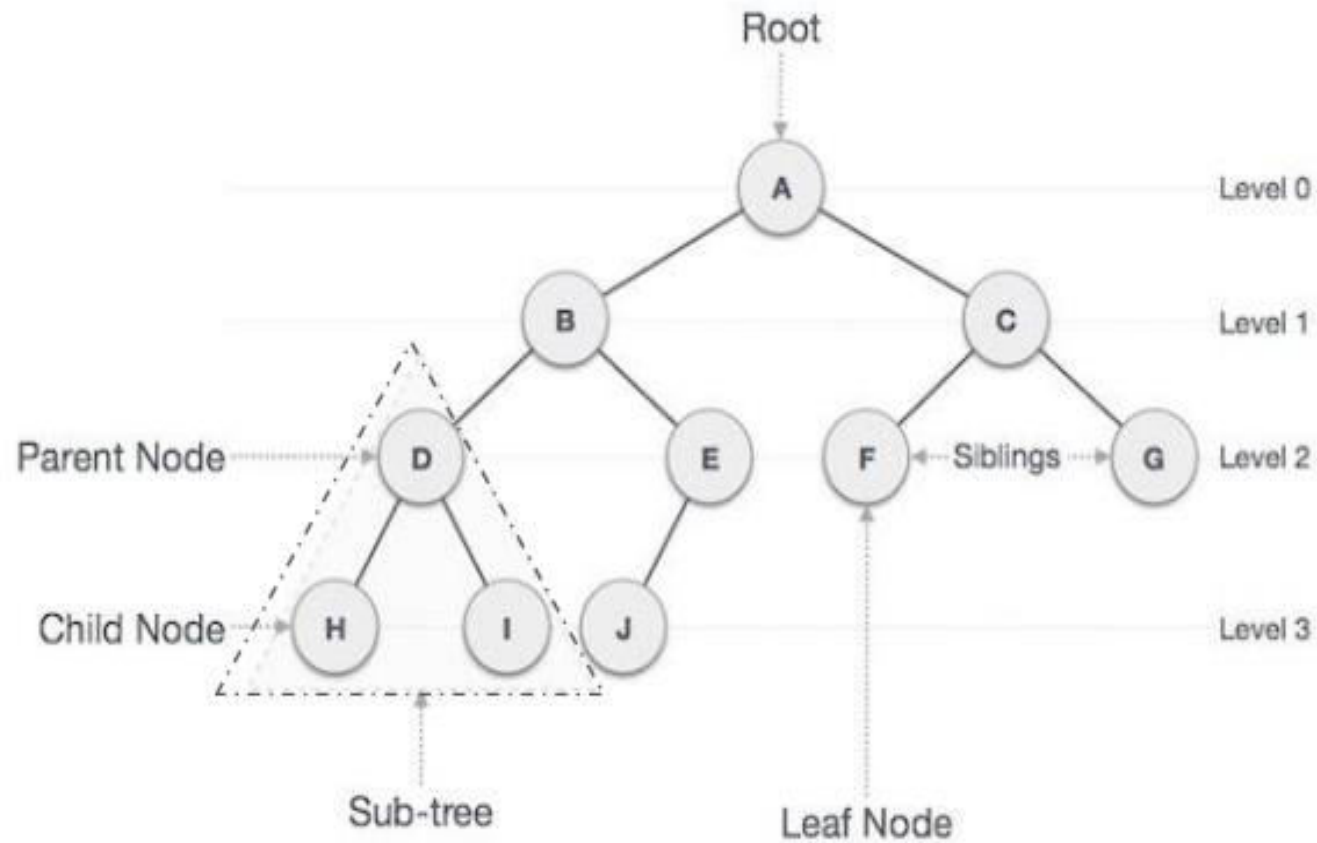 Root
A
Level 0
B
C
Level 1
Parent Node
D
E
F
Siblings
G
Level 2
Child Node
H
I
J
Level 3
Sub-tree
Leaf Node